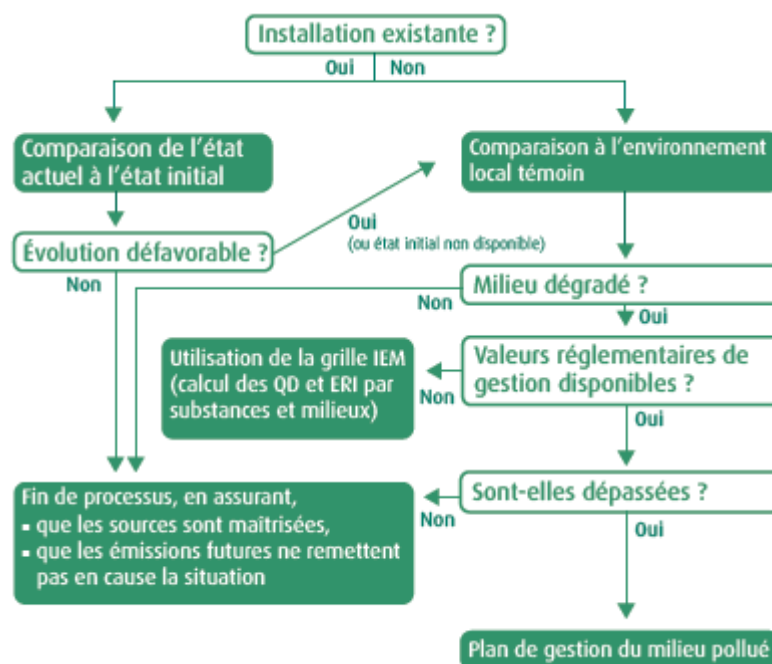 Installation existante ?
Oui
Non
Comparaison de l'état
actuel à l'état initial
Comparaison à l'environnement
local témoin
Oui
(ou état initial non disponible)
Évolution défavorable ?
Non
Milieu dégradé ?
Non
Oui
Utilisation de la grille IEM
(calcul des QD et ERI par
substances et milieux)
Non
Valeurs réglementaires de
gestion disponibles ?
Oui
Fin de processus, en assurant,
▪ que les sources sont maîtrisées,
▪ que les émissions futures ne remettent
pas en cause la situation
Non
Sont-elles dépassées ?
Oui
Plan de gestion du milieu pollué